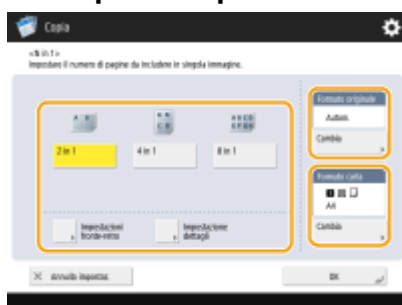 Copia
<N in 1>
Impostare il numero di pagine da includere in singola immagine.
Formato originale
Autom.
Cambia
2 in 1
4 in 1
8 in 1
Formato carta
A4
Impostazioni
fronte-retro
Impostazione
dettagli
Cambia
Annulla impostaz.
OK